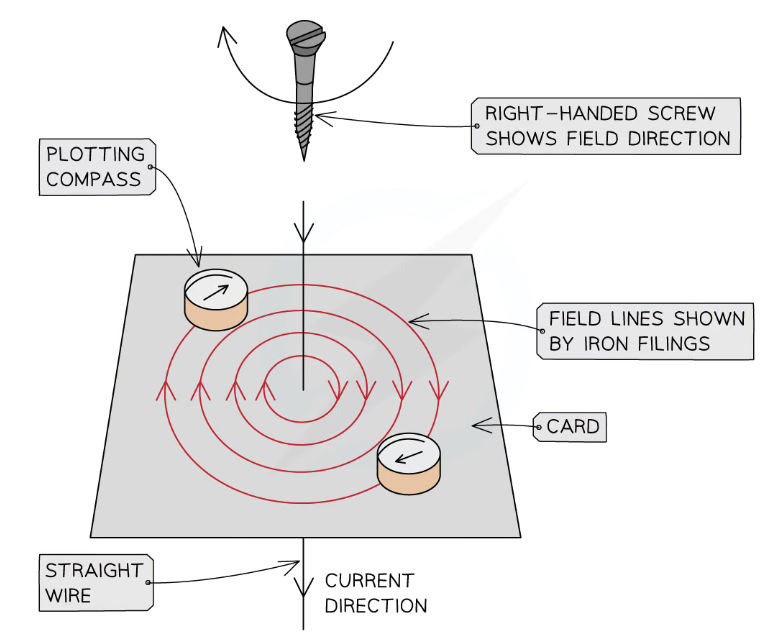 RIGHT-HANDED SCREW
SHOWS FIELD DIRECTION
PLOTTING
COMPASS
FIELD LINES SHOWN
BY IRON FILINGS
CARD
STRAIGHT
WIRE
CURRENT
DIRECTION